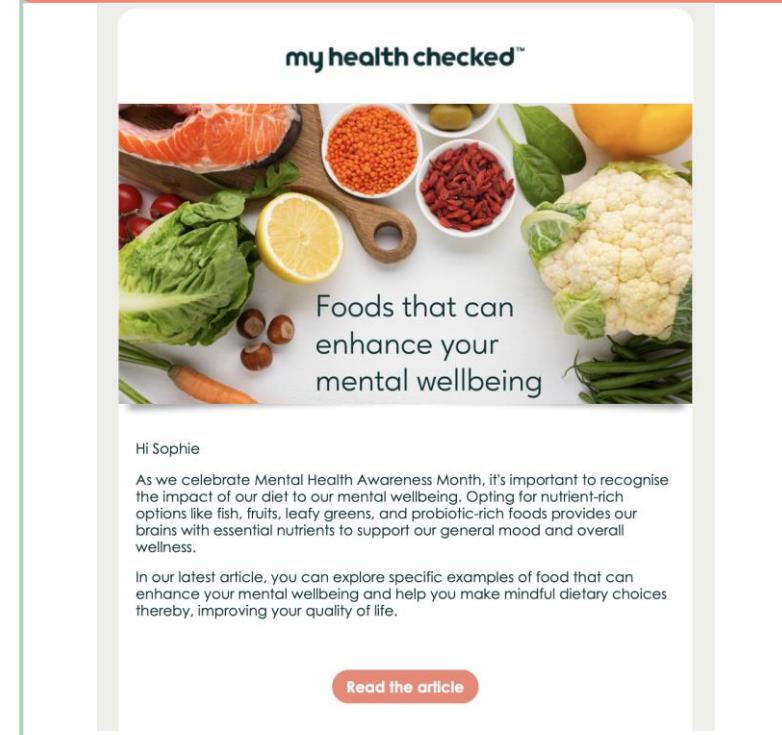 my health checked™
Foods that can
enhance your
mental wellbeing
Hi Sophie
As we celebrate Mental Health Awareness Month, it's important to recognise
the impact of our diet to our mental wellbeing. Opting for nutrient-rich
options like fish, fruits, leafy greens, and probiotic-rich foods provides our
brains with essential nutrients to support our general mood and overall
wellness.
In our latest article, you can explore specific examples of food that can
enhance your mental wellbeing and help you make mindful dietary choices
thereby, improving your quality of life.
Read the article